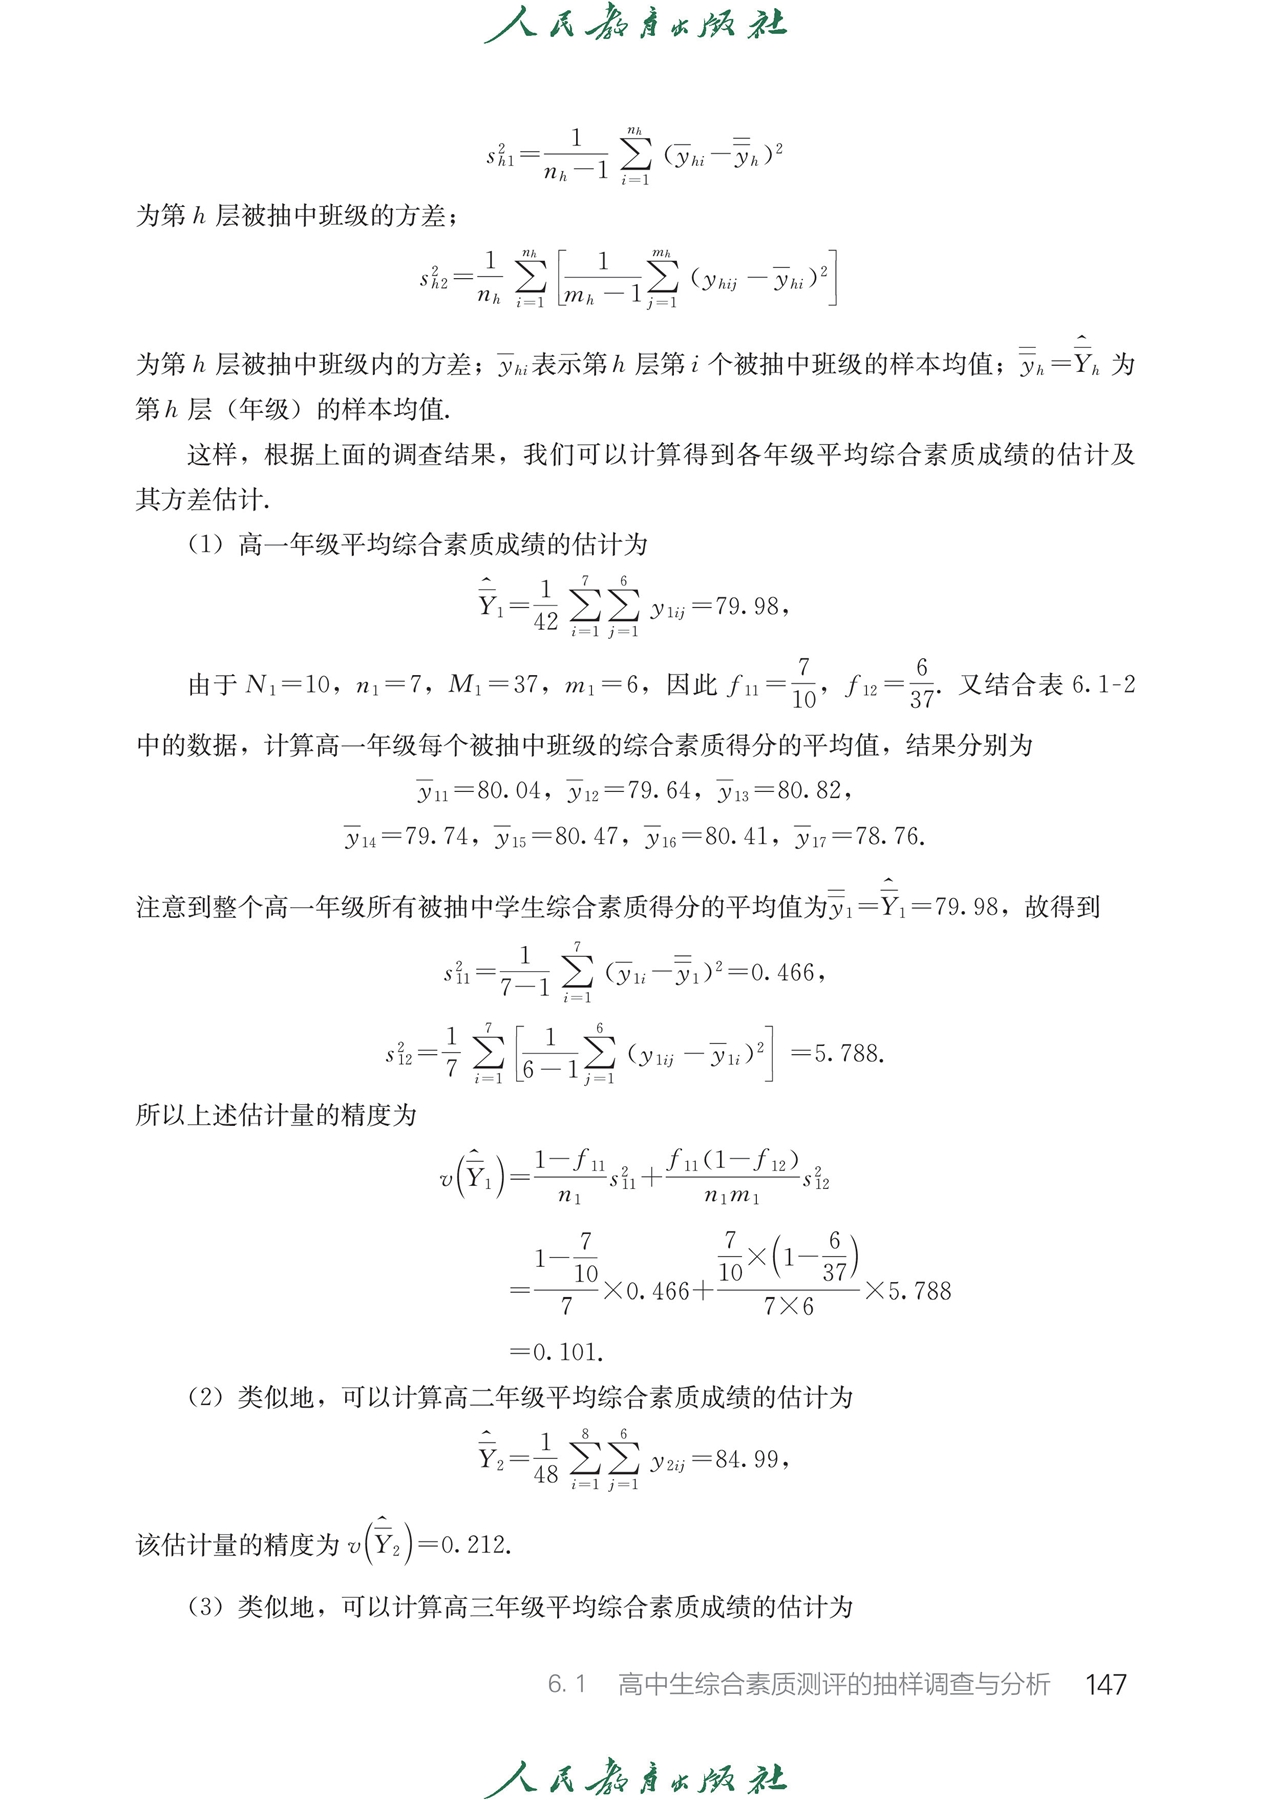 人民教育出版社
$s_{h1}^2=\frac{1}{n_h-1}\sum_{i=1}^{n_h}(\overline{y}_{hi}-\overline{\overline{y}}_h)^2$
为第 h 层被抽中班级的方差；
$s_{h2}^2=\frac{1}{n_h}\sum_{i=1}^{n_h}\left[\frac{1}{m_h-1}\sum_{j=1}^{m_h}(y_{hij}-\overline{y}_{hi})^2\right]$
为第 h 层被抽中班级内的方差；$\overline{y}_{hi}$表示第 h 层第 i 个被抽中班级的样本均值；$\overline{\overline{y}}_h=\hat{\overline{Y}}_h$ 为
第 h 层（年级）的样本均值.
这样，根据上面的调查结果，我们可以计算得到各年级平均综合素质成绩的估计及
其方差估计.
（1）高一年级平均综合素质成绩的估计为
$\hat{\overline{Y}}_1=\frac{1}{42}\sum_{i=1}^{7}\sum_{j=1}^{6}y_{1ij}=79.98$，
由于 $N_1=10$，$n_1=7$，$M_1=37$，$m_1=6$，因此 $f_{11}=\frac{7}{10}$，$f_{12}=\frac{6}{37}$. 又结合表 6.1-2
中的数据，计算高一年级每个被抽中班级的综合素质得分的平均值，结果分别为
$\overline{y}_{11}=80.04$，$\overline{y}_{12}=79.64$，$\overline{y}_{13}=80.82$，
$\overline{y}_{14}=79.74$，$\overline{y}_{15}=80.47$，$\overline{y}_{16}=80.41$，$\overline{y}_{17}=78.76$.
注意到整个高一年级所有被抽中学生综合素质得分的平均值为$\overline{\overline{y}}_1=\hat{\overline{Y}}_1=79.98$，故得到
$s_{11}^2=\frac{1}{7-1}\sum_{i=1}^{7}(\overline{y}_{1i}-\overline{\overline{y}}_1)^2=0.466$，
$s_{12}^2=\frac{1}{7}\sum_{i=1}^{7}\left[\frac{1}{6-1}\sum_{j=1}^{6}(y_{1ij}-\overline{y}_{1i})^2\right]=5.788$.
所以上述估计量的精度为
$v\left(\hat{\overline{Y}}_1\right)=\frac{1-f_{11}}{n_1}s_{11}^2+\frac{f_{11}(1-f_{12})}{n_1m_1}s_{12}^2$
$=\frac{1-\frac{7}{10}}{7}\times0.466+\frac{\frac{7}{10}\times\left(1-\frac{6}{37}\right)}{7\times6}\times5.788$
$=0.101$.
（2）类似地，可以计算高二年级平均综合素质成绩的估计为
$\hat{\overline{Y}}_2=\frac{1}{48}\sum_{i=1}^{8}\sum_{j=1}^{6}y_{2ij}=84.99$，
该估计量的精度为 $v\left(\hat{\overline{Y}}_2\right)=0.212$.
（3）类似地，可以计算高三年级平均综合素质成绩的估计为
6.1 高中生综合素质测评的抽样调查与分析 147
人民教育出版社